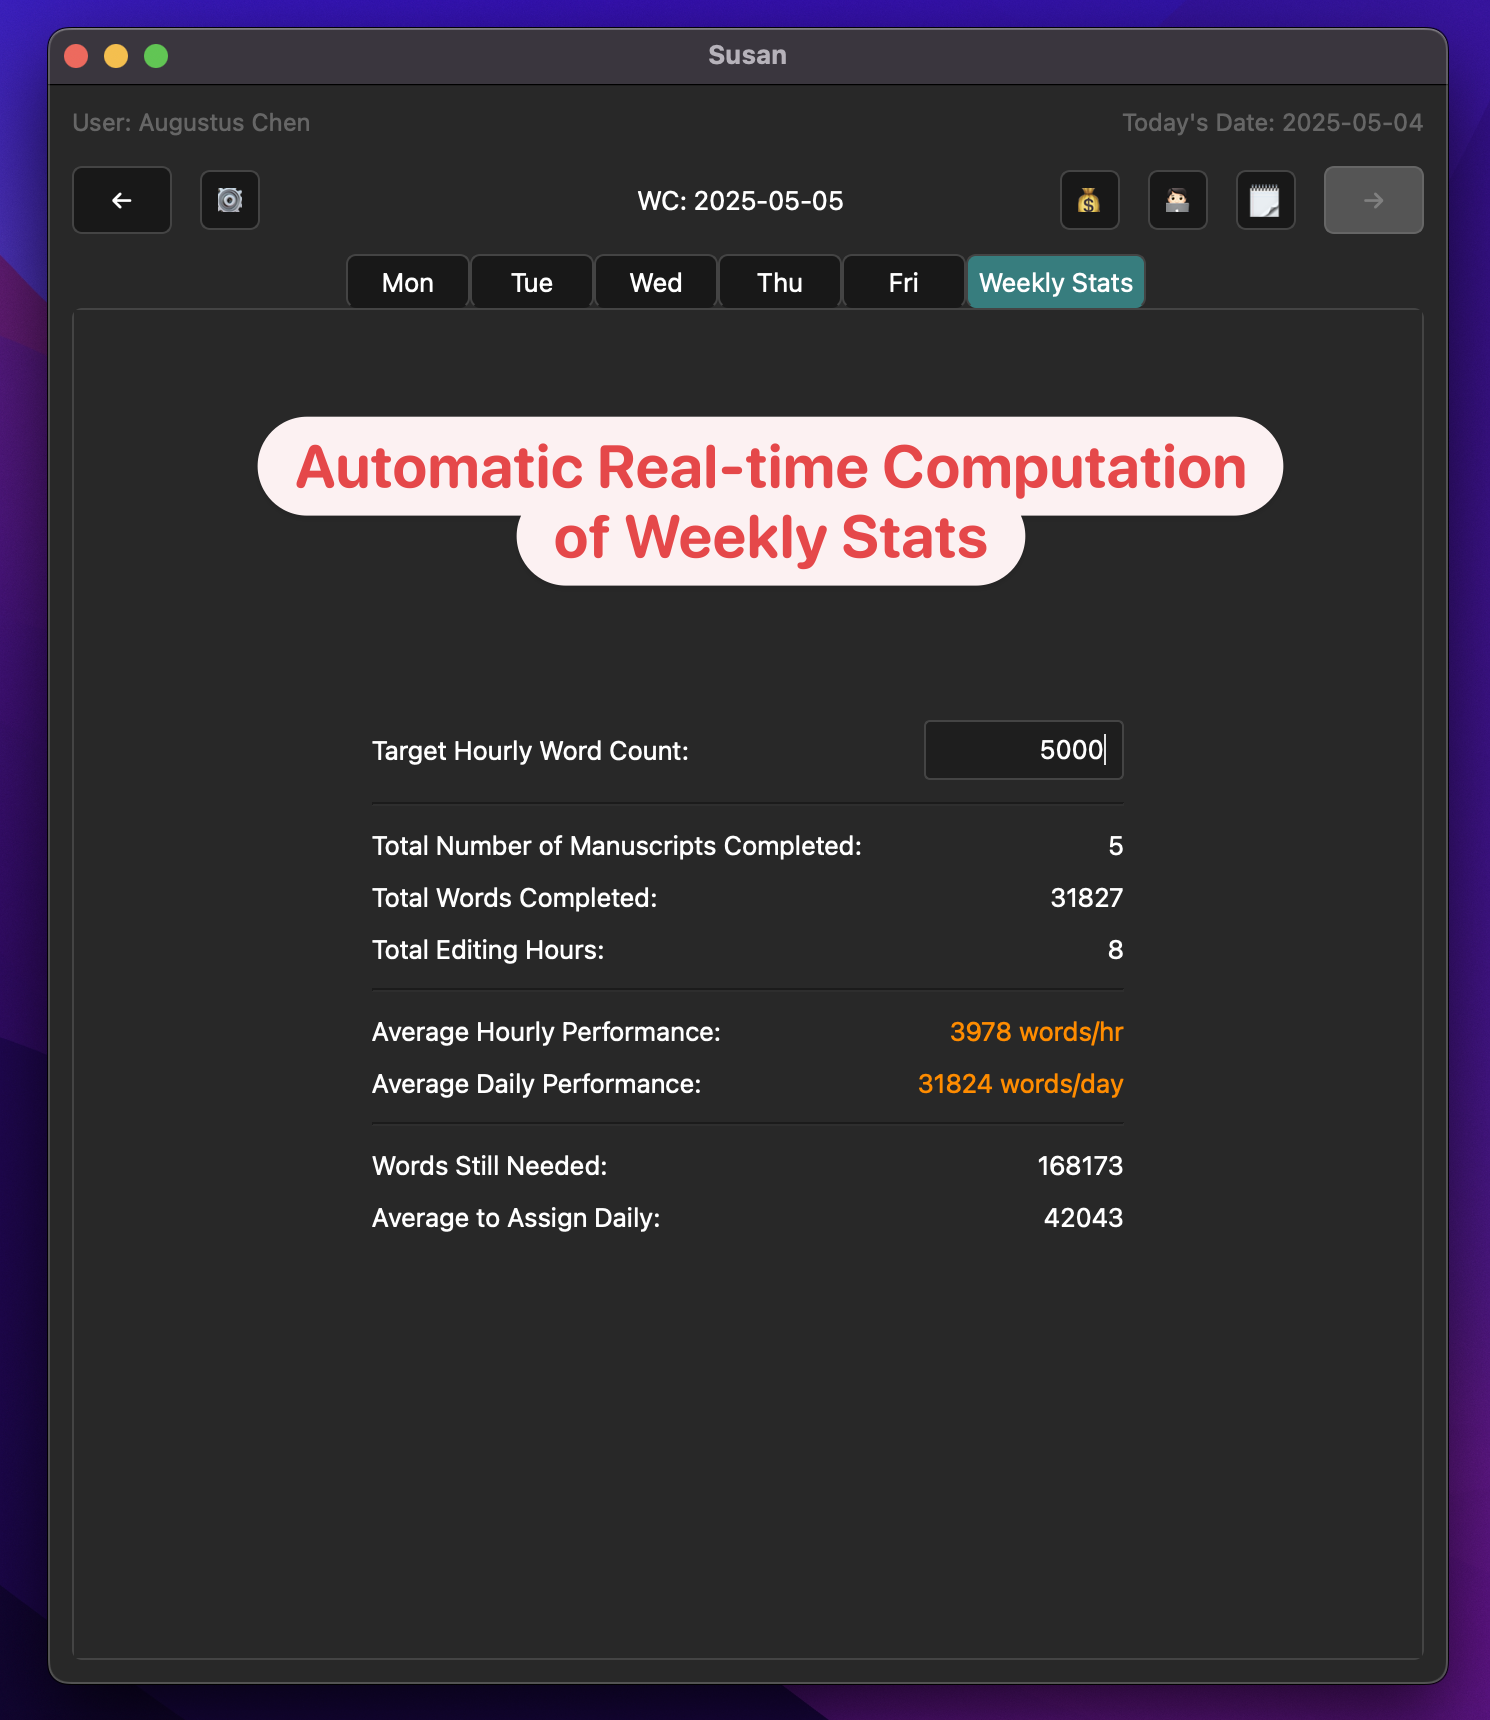 Susan
User: Augustus Chen
Today's Date: 2025-05-04
←
WC: 2025-05-05
→
Mon
Tue
Wed
Thu
Fri
Weekly Stats
Automatic Real-time Computation
of Weekly Stats
Target Hourly Word Count: 5000
Total Number of Manuscripts Completed: 5
Total Words Completed: 31827
Total Editing Hours: 8
Average Hourly Performance: 3978 words/hr
Average Daily Performance: 31824 words/day
Words Still Needed: 168173
Average to Assign Daily: 42043